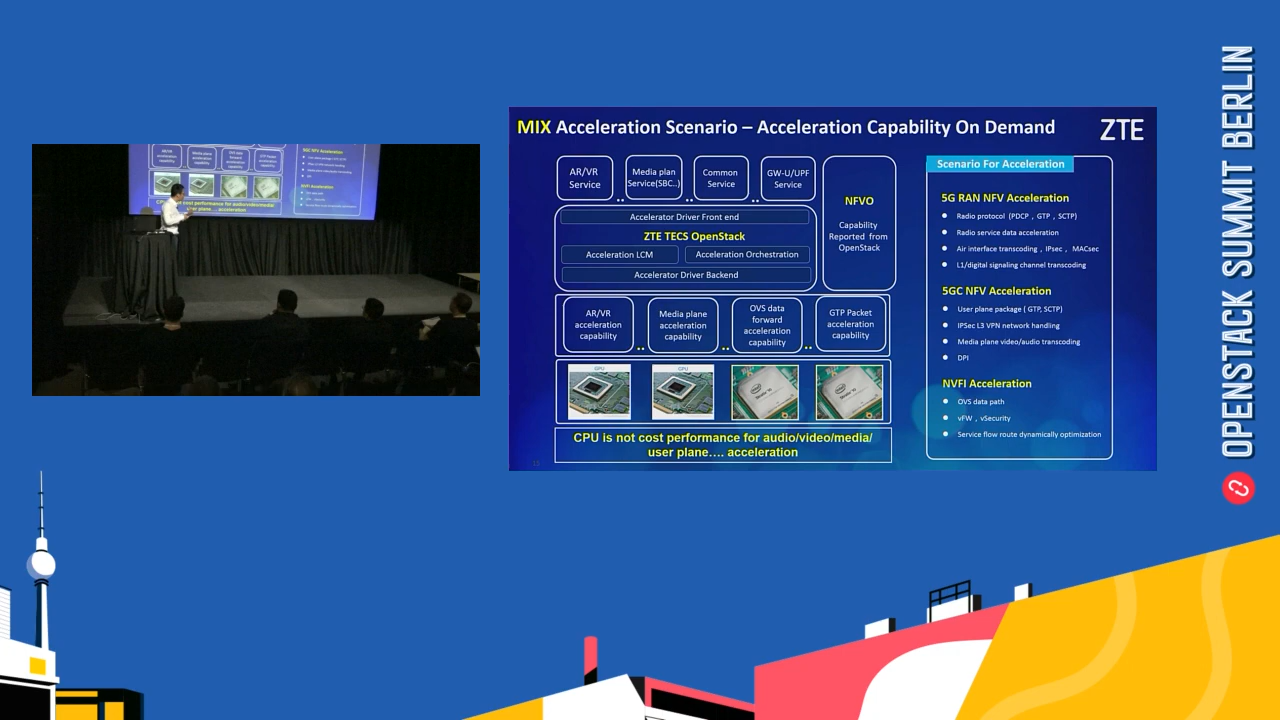 MIX Acceleration Scenario – Acceleration Capability On Demand
ZTE
AR/VR
Service
Media plan
Service(SBC..)
Common
Service
GW-U/UPF
Service
NFVO
Capability
Reported from
OpenStack
Accelerator Driver Front end
ZTE TECS OpenStack
Acceleration LCM
Acceleration Orchestration
Accelerator Driver Backend
AR/VR
acceleration
capability
Media plane
acceleration
capability
OVS data
forward
acceleration
capability
GTP Packet
acceleration
capability
GPU
GPU
CPU is not cost performance for audio/video/media/
user plane…. acceleration
13
Scenario For Acceleration
5G RAN NFV Acceleration
Radio protocol (PDCP , GTP , SCTP)
Radio service data acceleration
Air interface transcoding , IPsec , MACsec
L1/digital signaling channel transcoding
5GC NFV Acceleration
User plane package ( GTP, SCTP)
IPSec L3 VPN network handling
Media plane video/audio transcoding
DPI
NVFI Acceleration
OVS data path
vFW , vSecurity
Service flow route dynamically optimization
OPENSTACK SUMMIT BERLIN